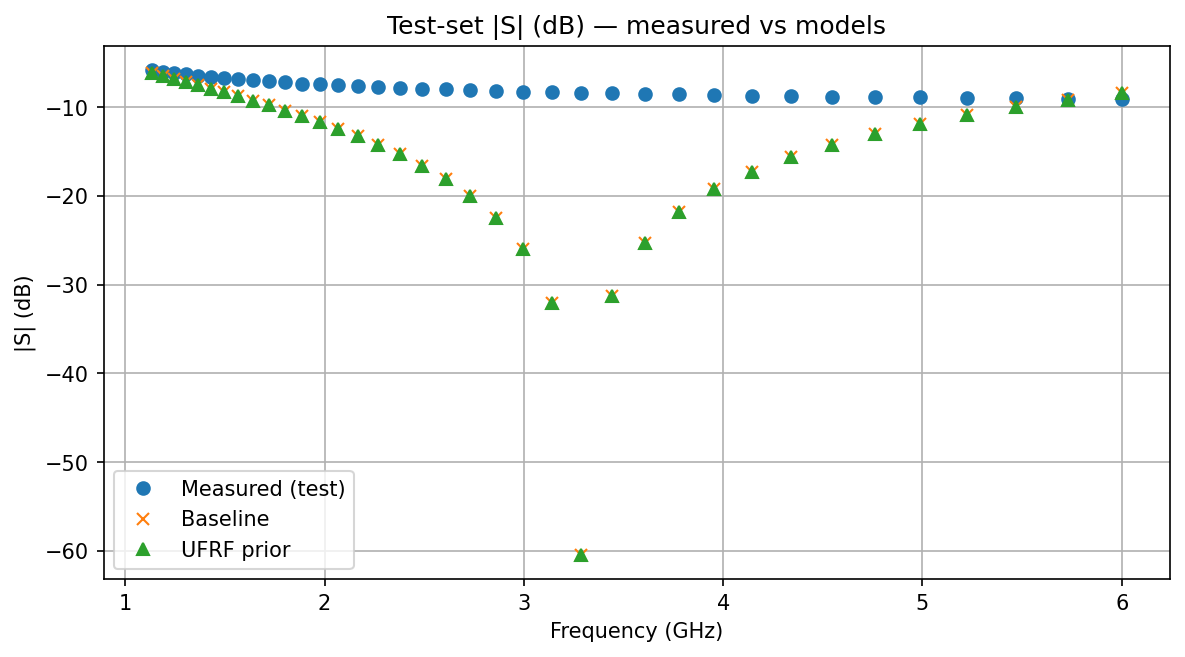 Test-set |S| (dB) — measured vs models
−10
−20
−30
−40
−50
−60
|S| (dB)
Measured (test)
Baseline
UFRF prior
1 2 3 4 5 6
Frequency (GHz)